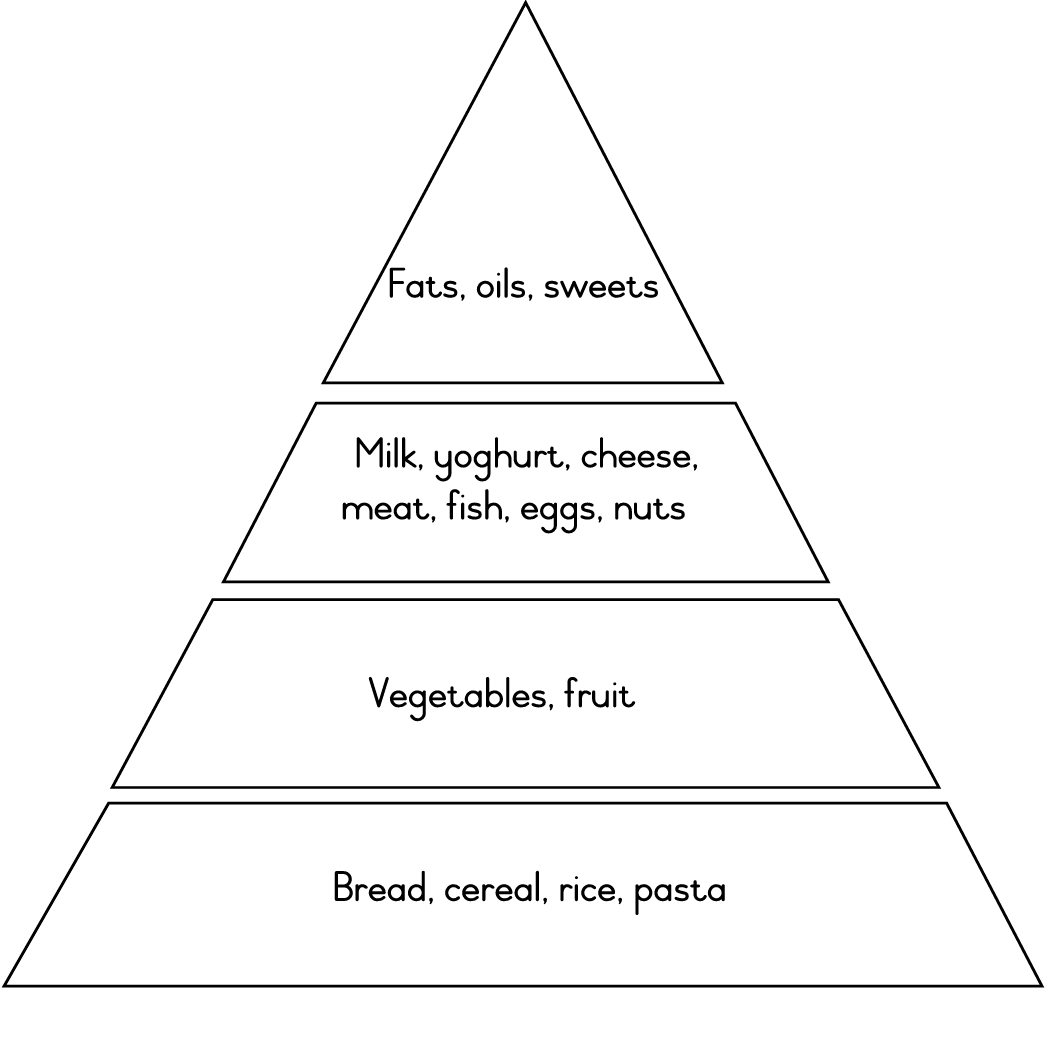 Fats, oils, sweets
Milk, yoghurt, cheese,
meat, fish, eggs, nuts
Vegetables, fruit
Bread, cereal, rice, pasta